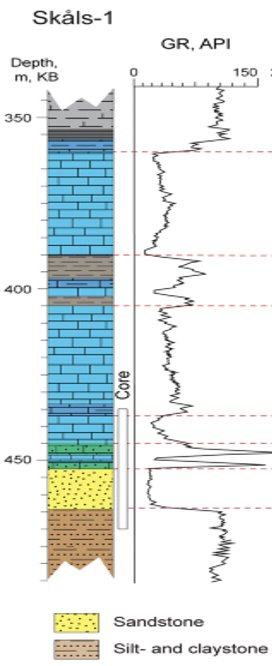 Skåls-1
GR, API
Depth,
m, KB
0 150
350
400
Core
450
Sandstone
Silt- and claystone